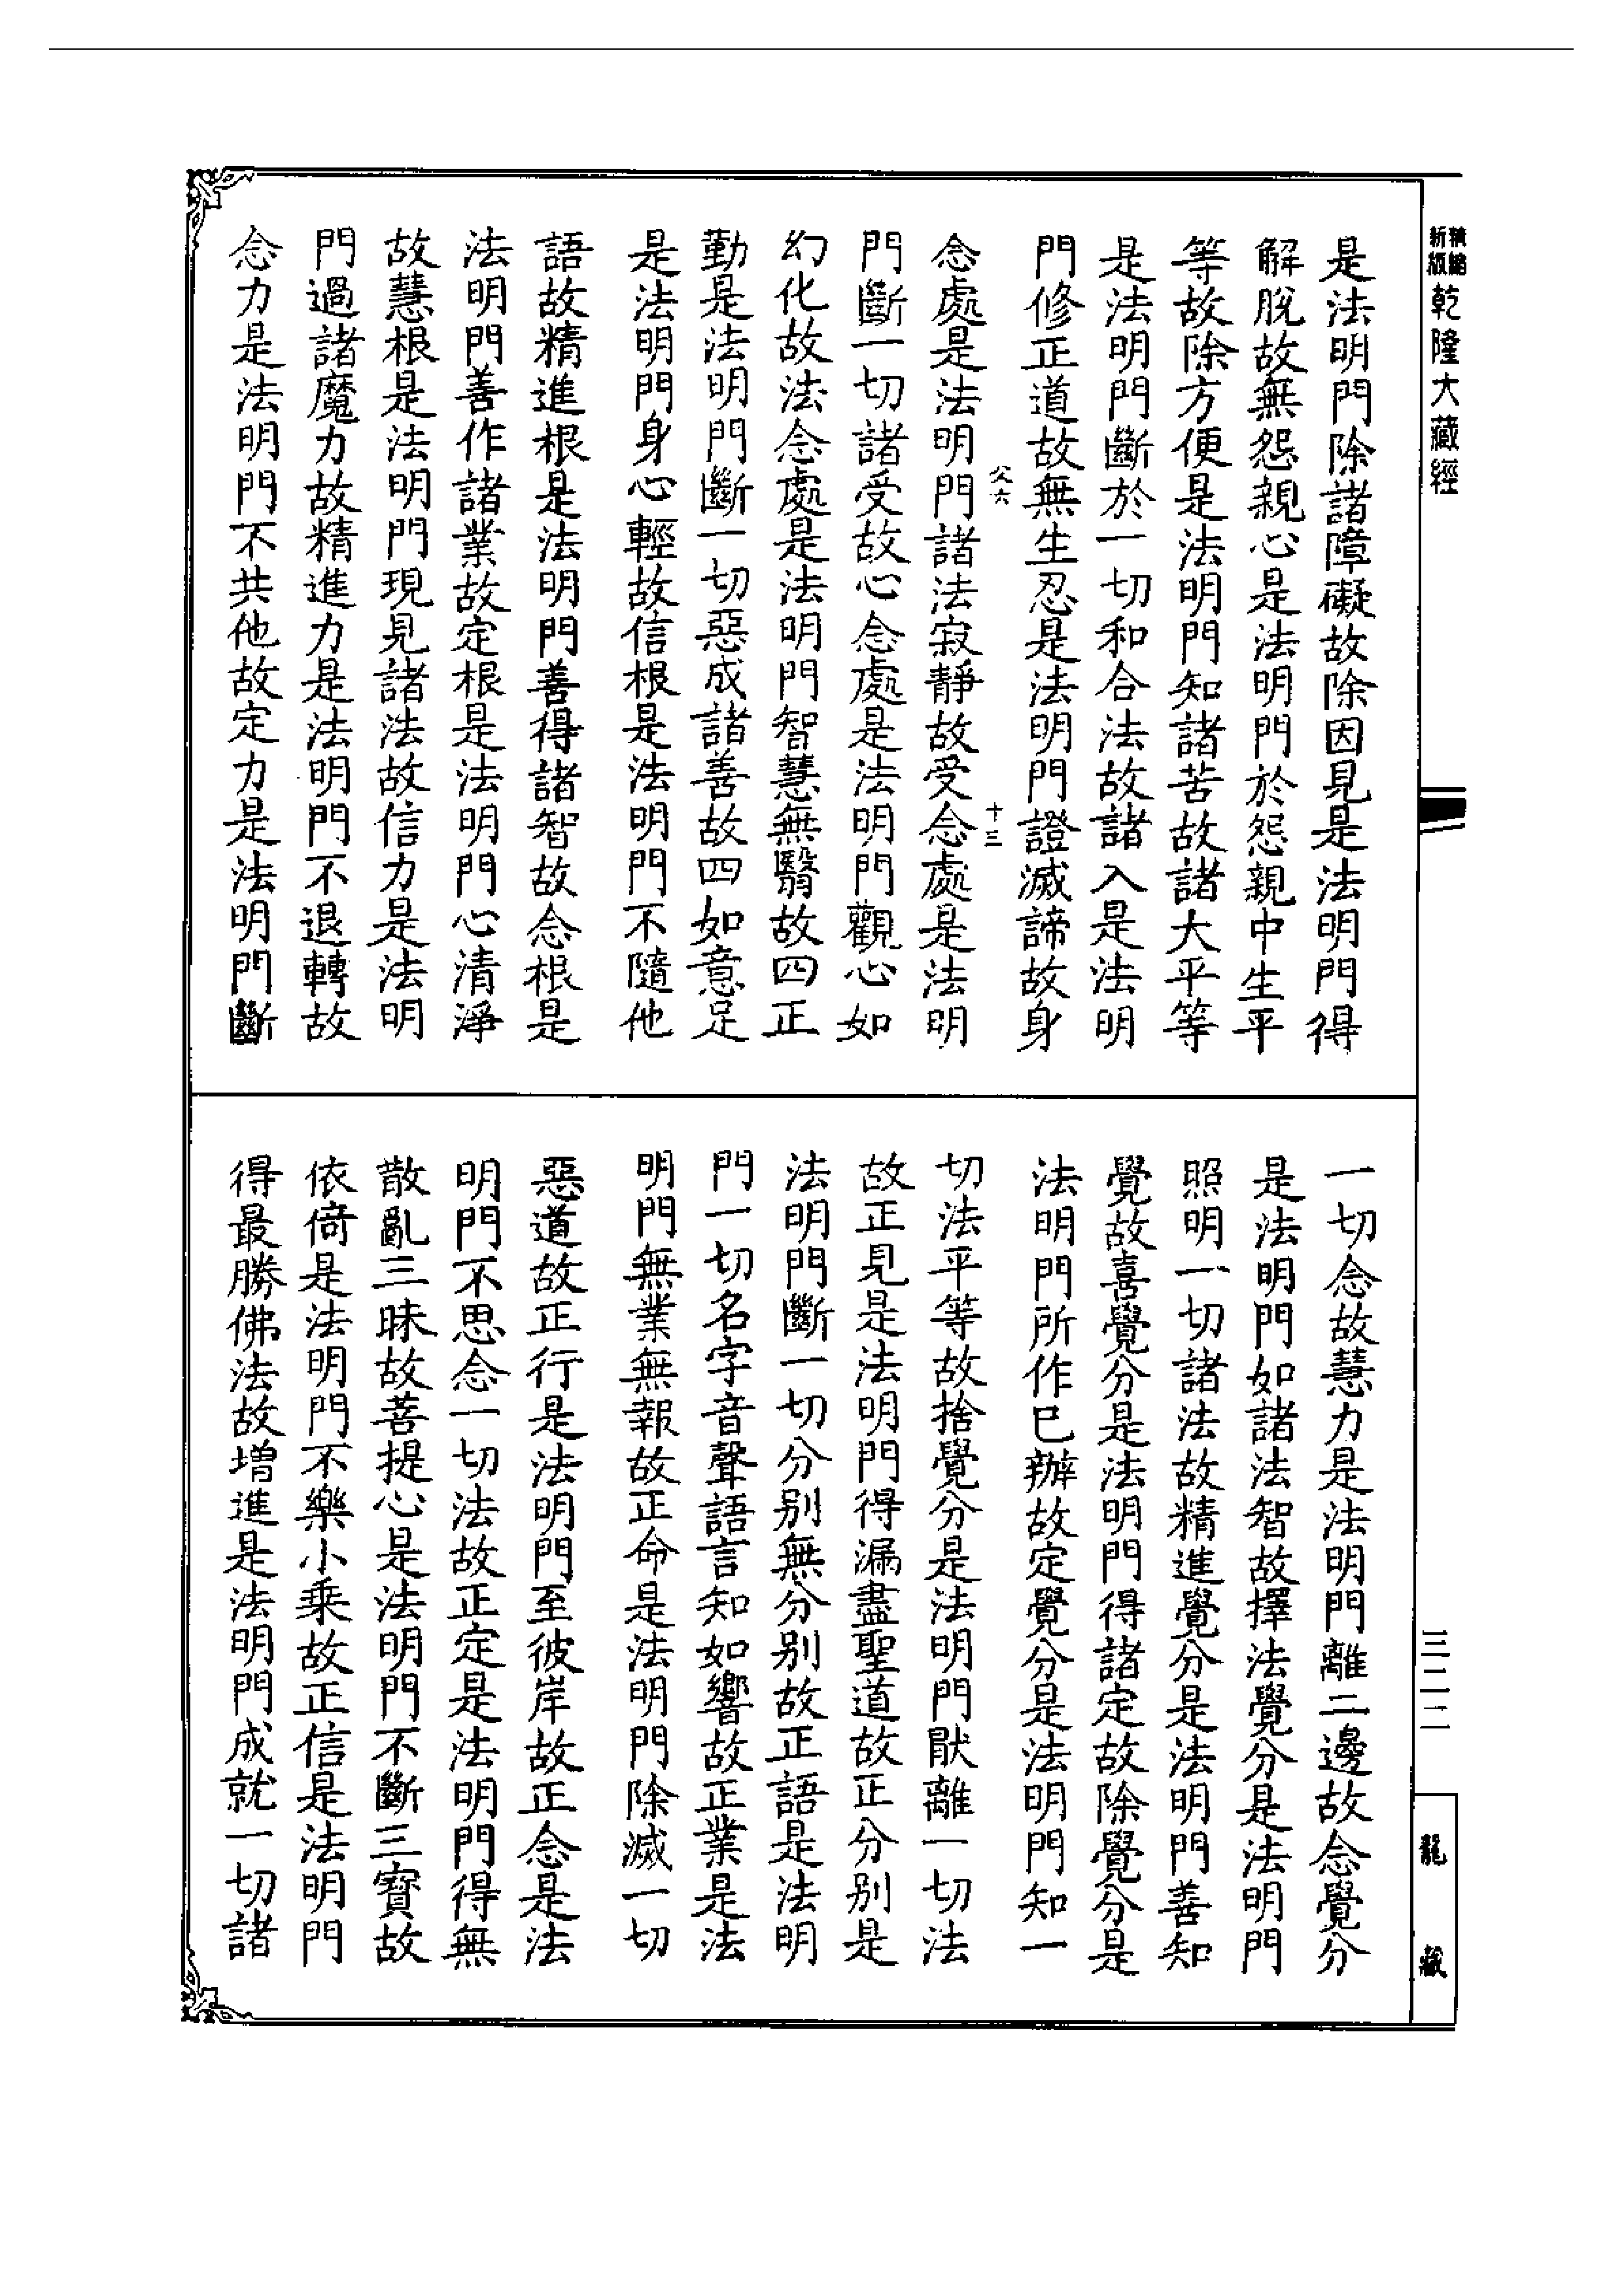 新版
精縮
乾隆大藏經
是法明門除諸障礙故除因見是法明門得
解脫故無怨親心是法明門於怨親中生平
等故除方便是法明門知諸苦故諸大平等
是法明門斷於一切和合法故諸入是法明
門修正道故無生忍是法明門證滅諦故身
父六
十三
念處是法明門諸法寂靜故受念處是法明
門斷一切諸受故心念處是法明門觀心如
幻化故法念處是法明門智慧無翳故四正
勤是法明門斷一切惡成諸善故四如意足
是法明門身心輕故信根是法明門不隨他
語故精進根是法明門善得諸智故念根是
法明門善作諸業故定根是法明門心清淨
故慧根是法明門現見諸法故信力是法明
門過諸魔力故精進力是法明門不退轉故
念力是法明門不共他故定力是法明門斷
一切念故慧力是法明門離二邊故念覺分
是法明門如諸法智故擇法覺分是法明門
照明一切諸法故精進覺分是法明門善知
覺故喜覺分是法明門得諸定故除覺分是
法明門所作已辦故定覺分是法明門知一
切法平等故捨覺分是法明門猒離一切法
故正見是法明門得漏盡聖道故正分別是
法明門斷一切分別無分別故正語是法明
門一切名字音聲語言知如響故正業是法
明門無業無報故正命是法明門除滅一切
惡道故正行是法明門至彼岸故正念是法
明門不思念一切法故正定是法明門得無
散亂三昧故菩提心是法明門不斷三寶故
依倚是法明門不樂小乘故正信是法明門
得最勝佛法故增進是法明門成就一切諸
三二二
龍藏